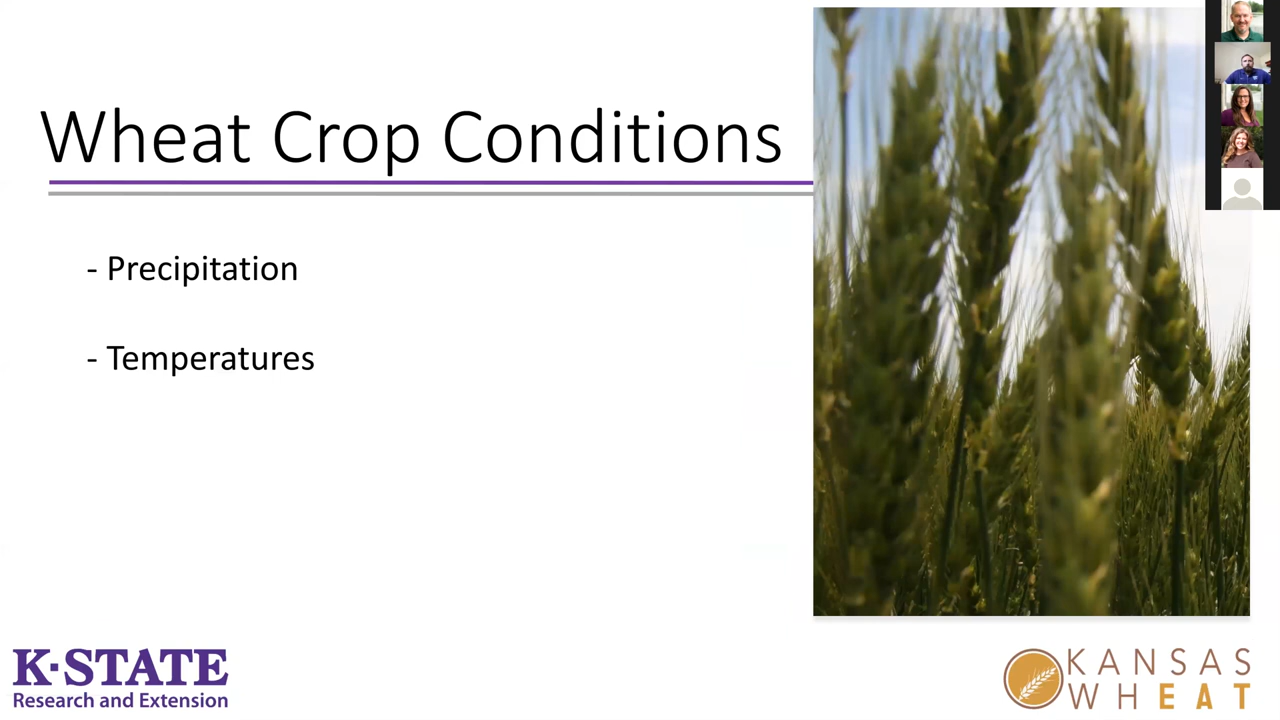 Wheat Crop Conditions
- Precipitation
- Temperatures
K·STATE
Research and Extension
KANSAS
WHEAT